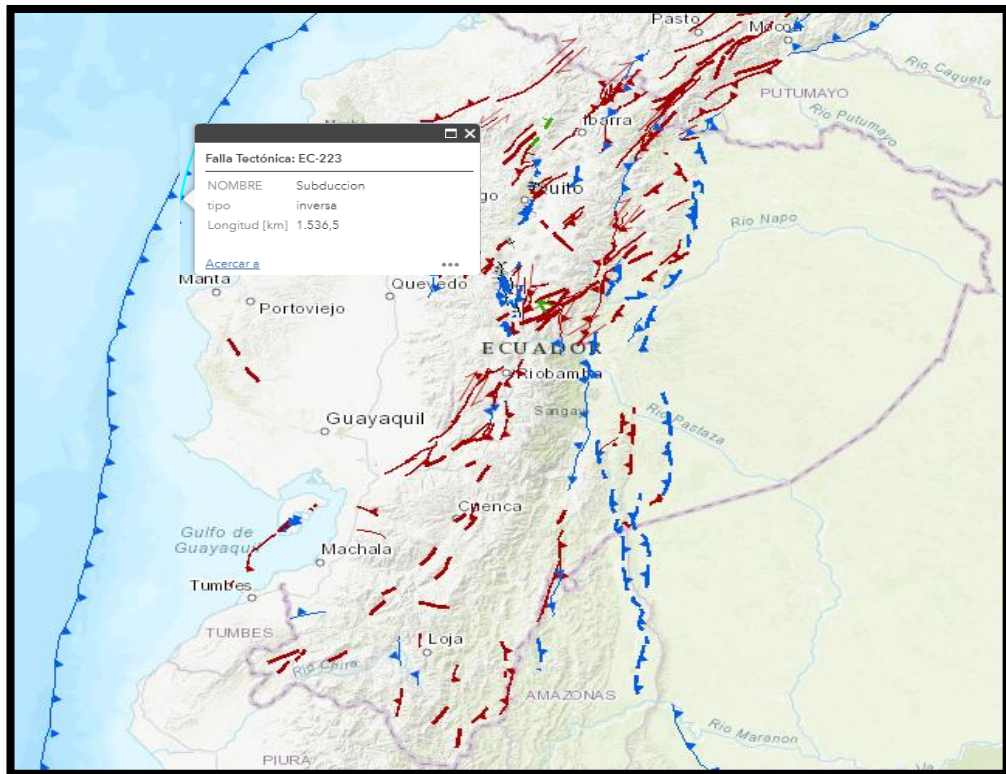 Pasto
Mocoa
Rio Caqueta
PUTUMAYO
Rio Putumayo
Ibarra
Falla Tectónica: EC-223
NOMBRE Subduccion
tipo inversa
Longitud [km] 1.536,5
Acercar a
go
Quito
Rio Napo
Manta
Quevedo
Portoviejo
ECUADOR
Riobamba
Sangay
Guayaquil
Rio Pastaza
Cuenca
Gulfo de
Guayaquil
Machala
Tumbes
TUMBES
Loja
Rio Chira
AMAZONAS
Rio Maranon
PIURA